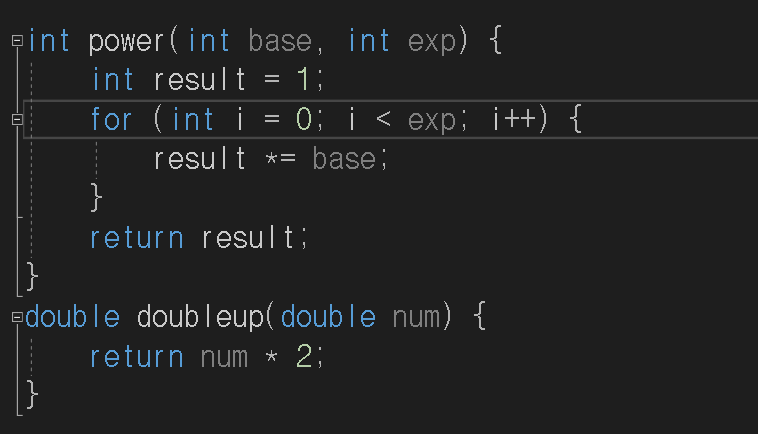 int power(int base, int exp) {
    int result = 1;
    for (int i = 0; i < exp; i++) {
        result *= base;
    }
    return result;
}
double doubleup(double num) {
    return num * 2;
}